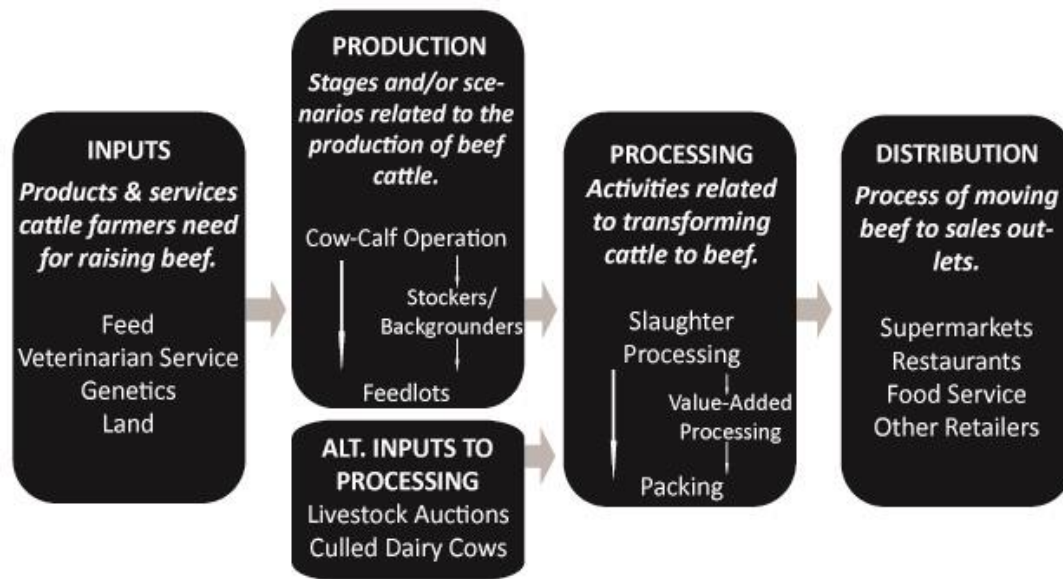 INPUTS
Products & services
cattle farmers need
for raising beef.
Feed
Veterinarian Service
Genetics
Land
PRODUCTION
Stages and/or sce-
narios related to the
production of beef
cattle.
Cow-Calf Operation
Stockers/
Backgrounders
Feedlots
ALT. INPUTS TO
PROCESSING
Livestock Auctions
Culled Dairy Cows
PROCESSING
Activities related
to transforming
cattle to beef.
Slaughter
Processing
Value-Added
Processing
Packing
DISTRIBUTION
Process of moving
beef to sales out-
lets.
Supermarkets
Restaurants
Food Service
Other Retailers